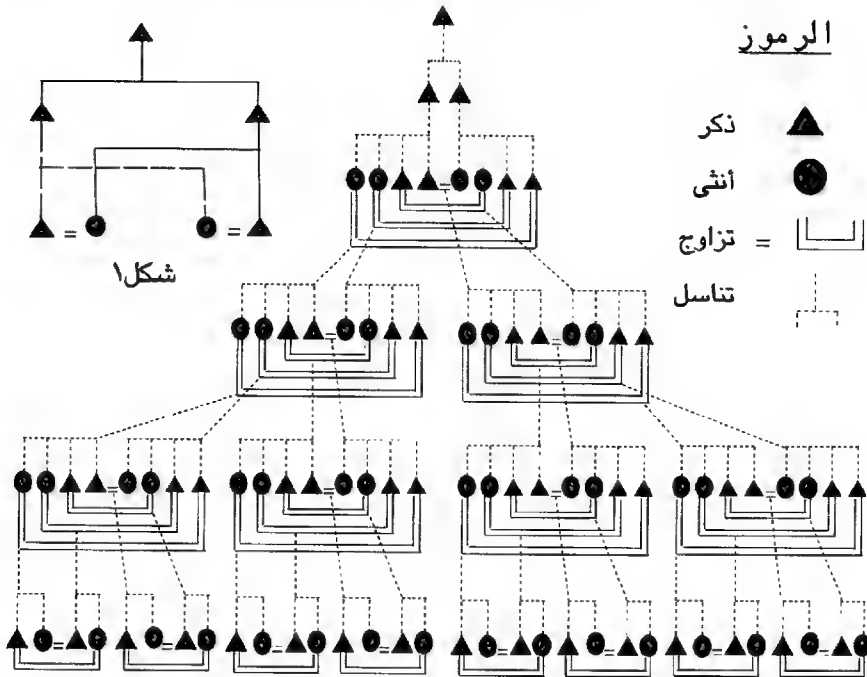 الرموز
ذكر
أنثى
= تزاوج
تناسل
شكل١